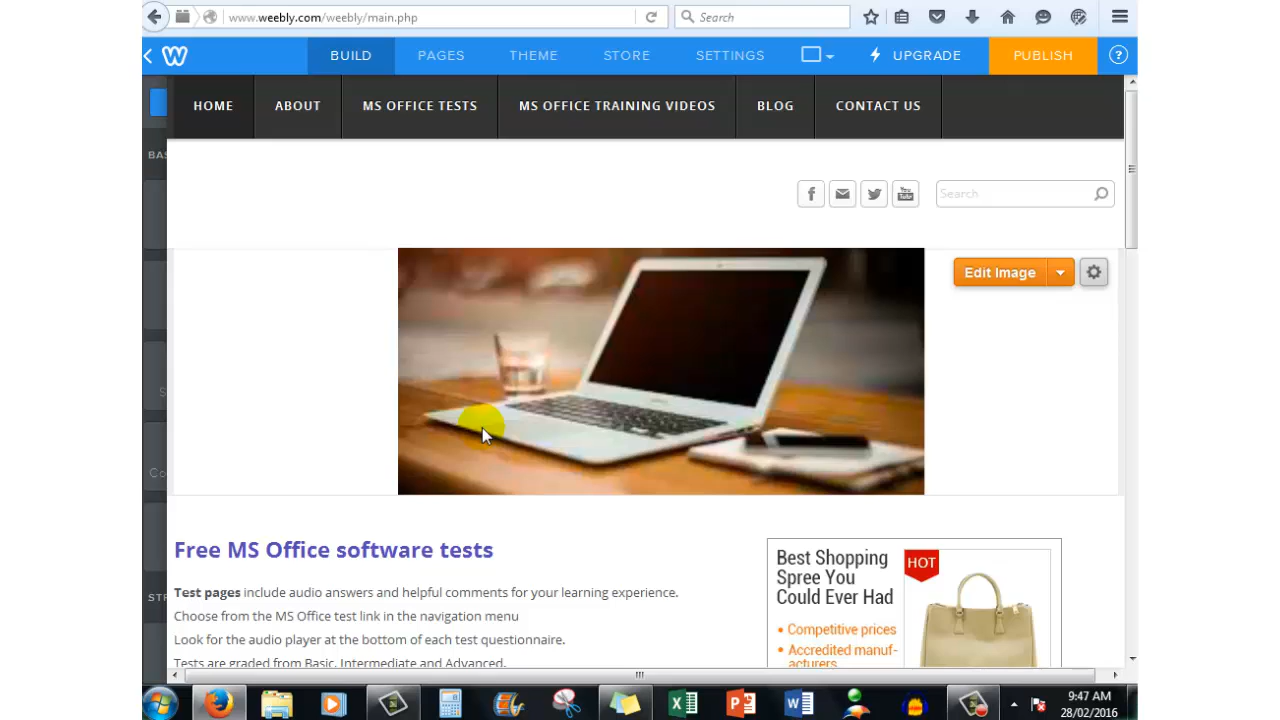 www.weebly.com/weebly/main.php
Search
BUILD
PAGES
THEME
STORE
SETTINGS
UPGRADE
PUBLISH
?
HOME
ABOUT
MS OFFICE TESTS
MS OFFICE TRAINING VIDEOS
BLOG
CONTACT US
BAS
Search
Edit Image
S
Co
Free MS Office software tests
Test pages include audio answers and helpful comments for your learning experience.
Choose from the MS Office test link in the navigation menu
Look for the audio player at the bottom of each test questionnaire.
Tests are graded from Basic, Intermediate and Advanced.
STR
Best Shopping
Spree You
Could Ever Had
HOT
• Competitive prices
• Accredited manuf-
acturers
9:47 AM
28/02/2016